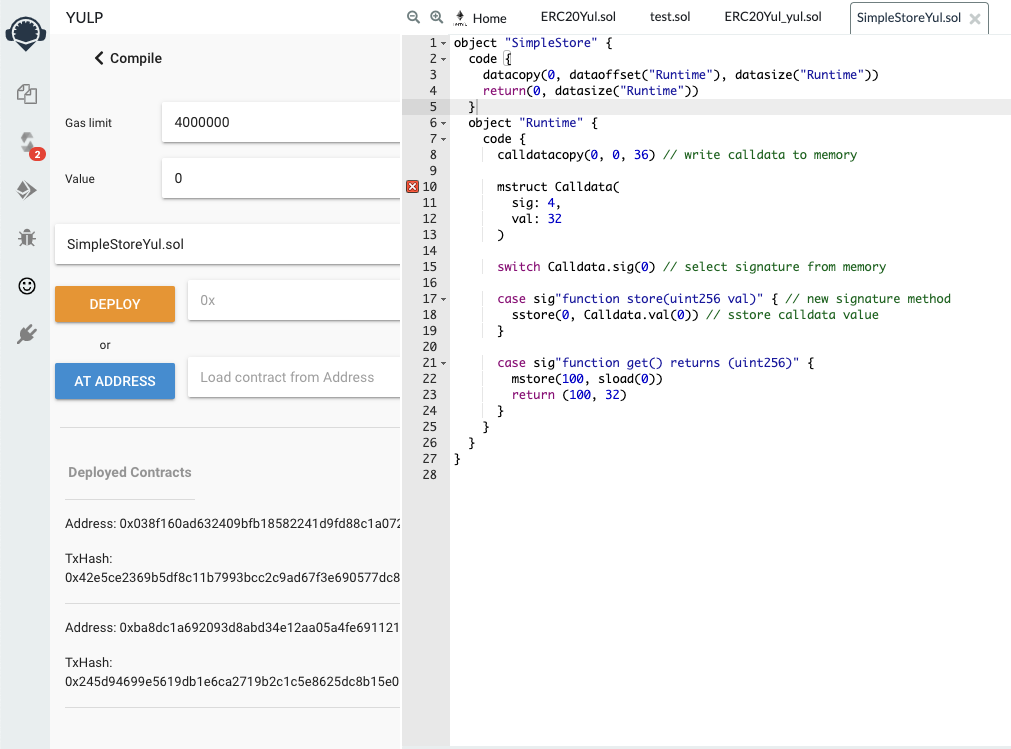 YULP
Compile
Gas limit
4000000
Value
0
SimpleStoreYul.sol
DEPLOY
0x
or
AT ADDRESS
Load contract from Address
Deployed Contracts
Address: 0x038f160ad632409bfb18582241d9fd88c1a072
TxHash:
0x42e5ce2369b5df8c11b7993bcc2c9ad67f3e690577dc8
Address: 0xba8dc1a692093d8abd34e12aa05a4fe691121
TxHash:
0x245d94699e5619db1e6ca2719b2c1c5e8625dc8b15e0
2
Home
ERC20Yul.sol
test.sol
ERC20Yul_yul.sol
SimpleStoreYul.sol
1 object "SimpleStore" {
2   code {
3     datacopy(0, dataoffset("Runtime"), datasize("Runtime"))
4     return(0, datasize("Runtime"))
5   }
6   object "Runtime" {
7     code {
8       calldatacopy(0, 0, 36) // write calldata to memory
9
10       mstruct Calldata(
11         sig: 4,
12         val: 32
13       )
14
15       switch Calldata.sig(0) // select signature from memory
16
17       case sig"function store(uint256 val)" { // new signature method
18         sstore(0, Calldata.val(0)) // sstore calldata value
19       }
20
21       case sig"function get() returns (uint256)" {
22         mstore(100, sload(0))
23         return (100, 32)
24       }
25     }
26   }
27 }
28